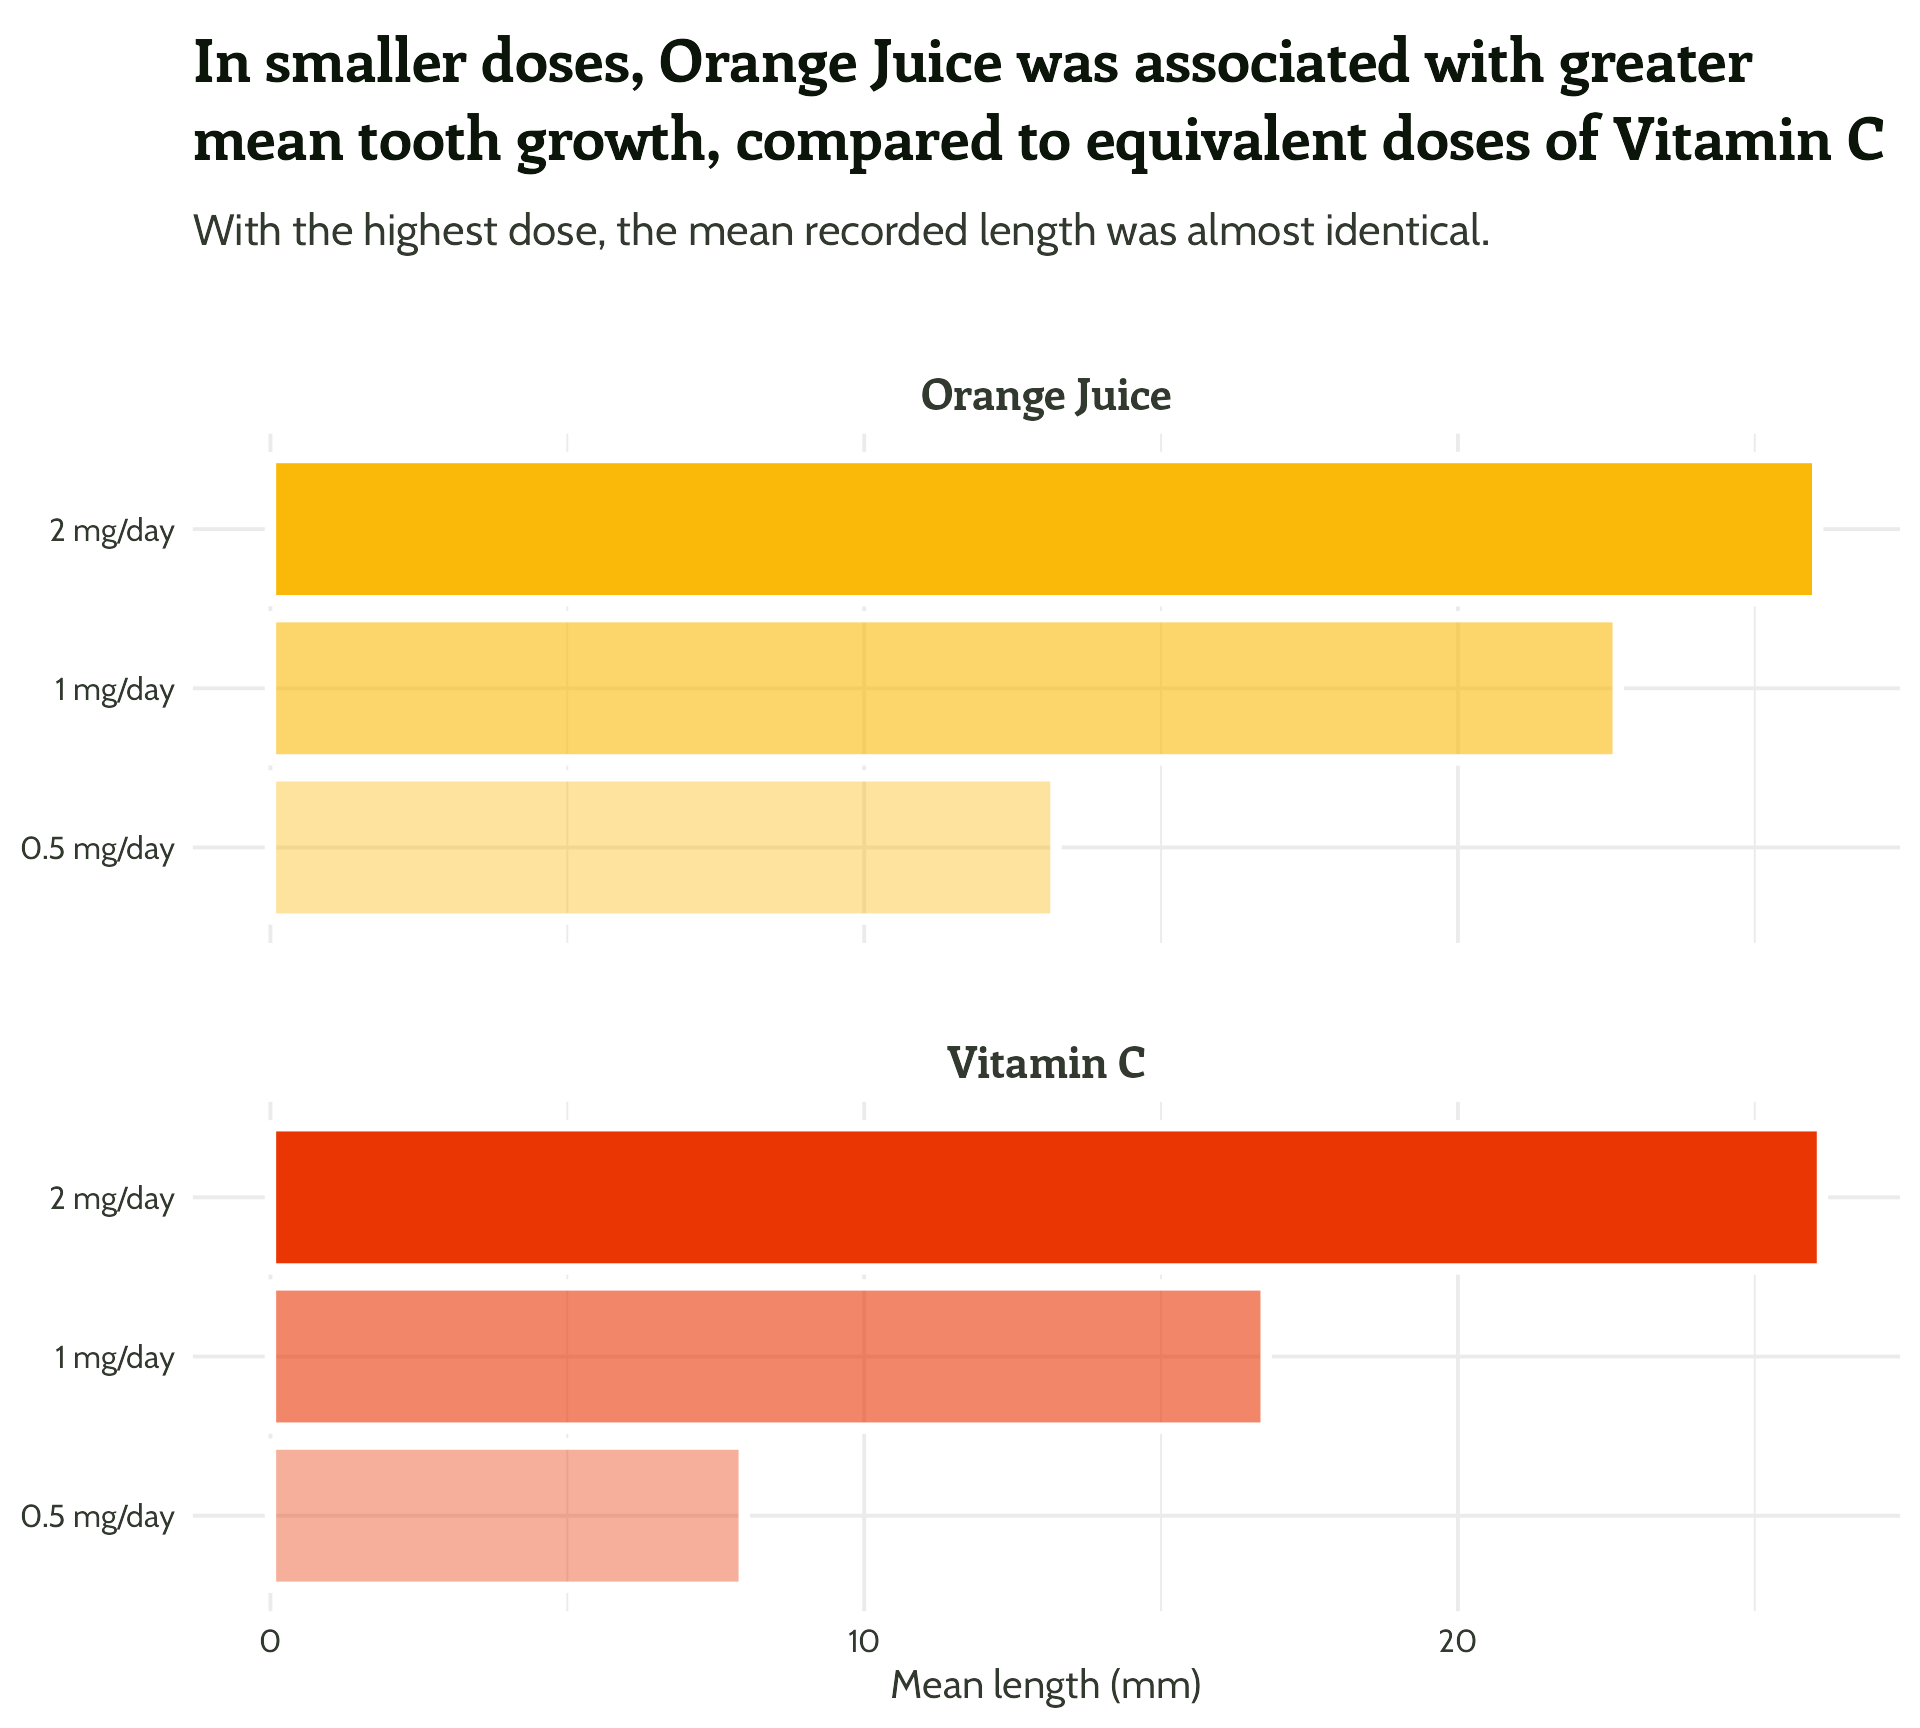 In smaller doses, Orange Juice was associated with greater
mean tooth growth, compared to equivalent doses of Vitamin C
With the highest dose, the mean recorded length was almost identical.
Orange Juice
2 mg/day
1 mg/day
0.5 mg/day
Vitamin C
2 mg/day
1 mg/day
0.5 mg/day
0 10 20
Mean length (mm)